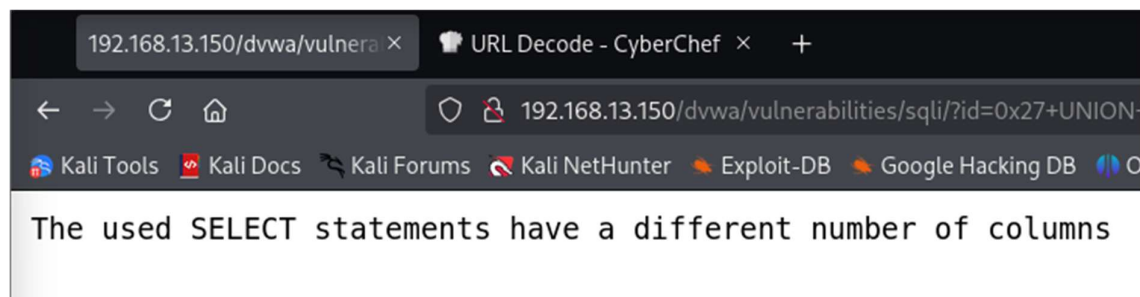 192.168.13.150/dvwa/vulnera
URL Decode - CyberChef
192.168.13.150/dvwa/vulnerabilities/sqli/?id=0x27+UNION
Kali Tools Kali Docs Kali Forums Kali NetHunter Exploit-DB Google Hacking DB O
The used SELECT statements have a different number of columns